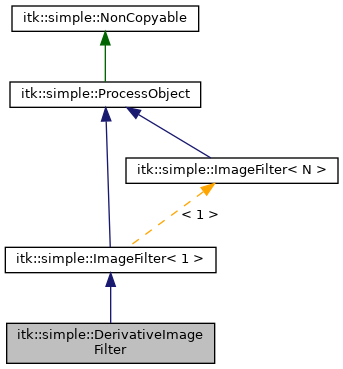 itk::simple::NonCopyable
itk::simple::ProcessObject
itk::simple::ImageFilter< N >
< 1 >
itk::simple::ImageFilter< 1 >
itk::simple::DerivativeImage
Filter